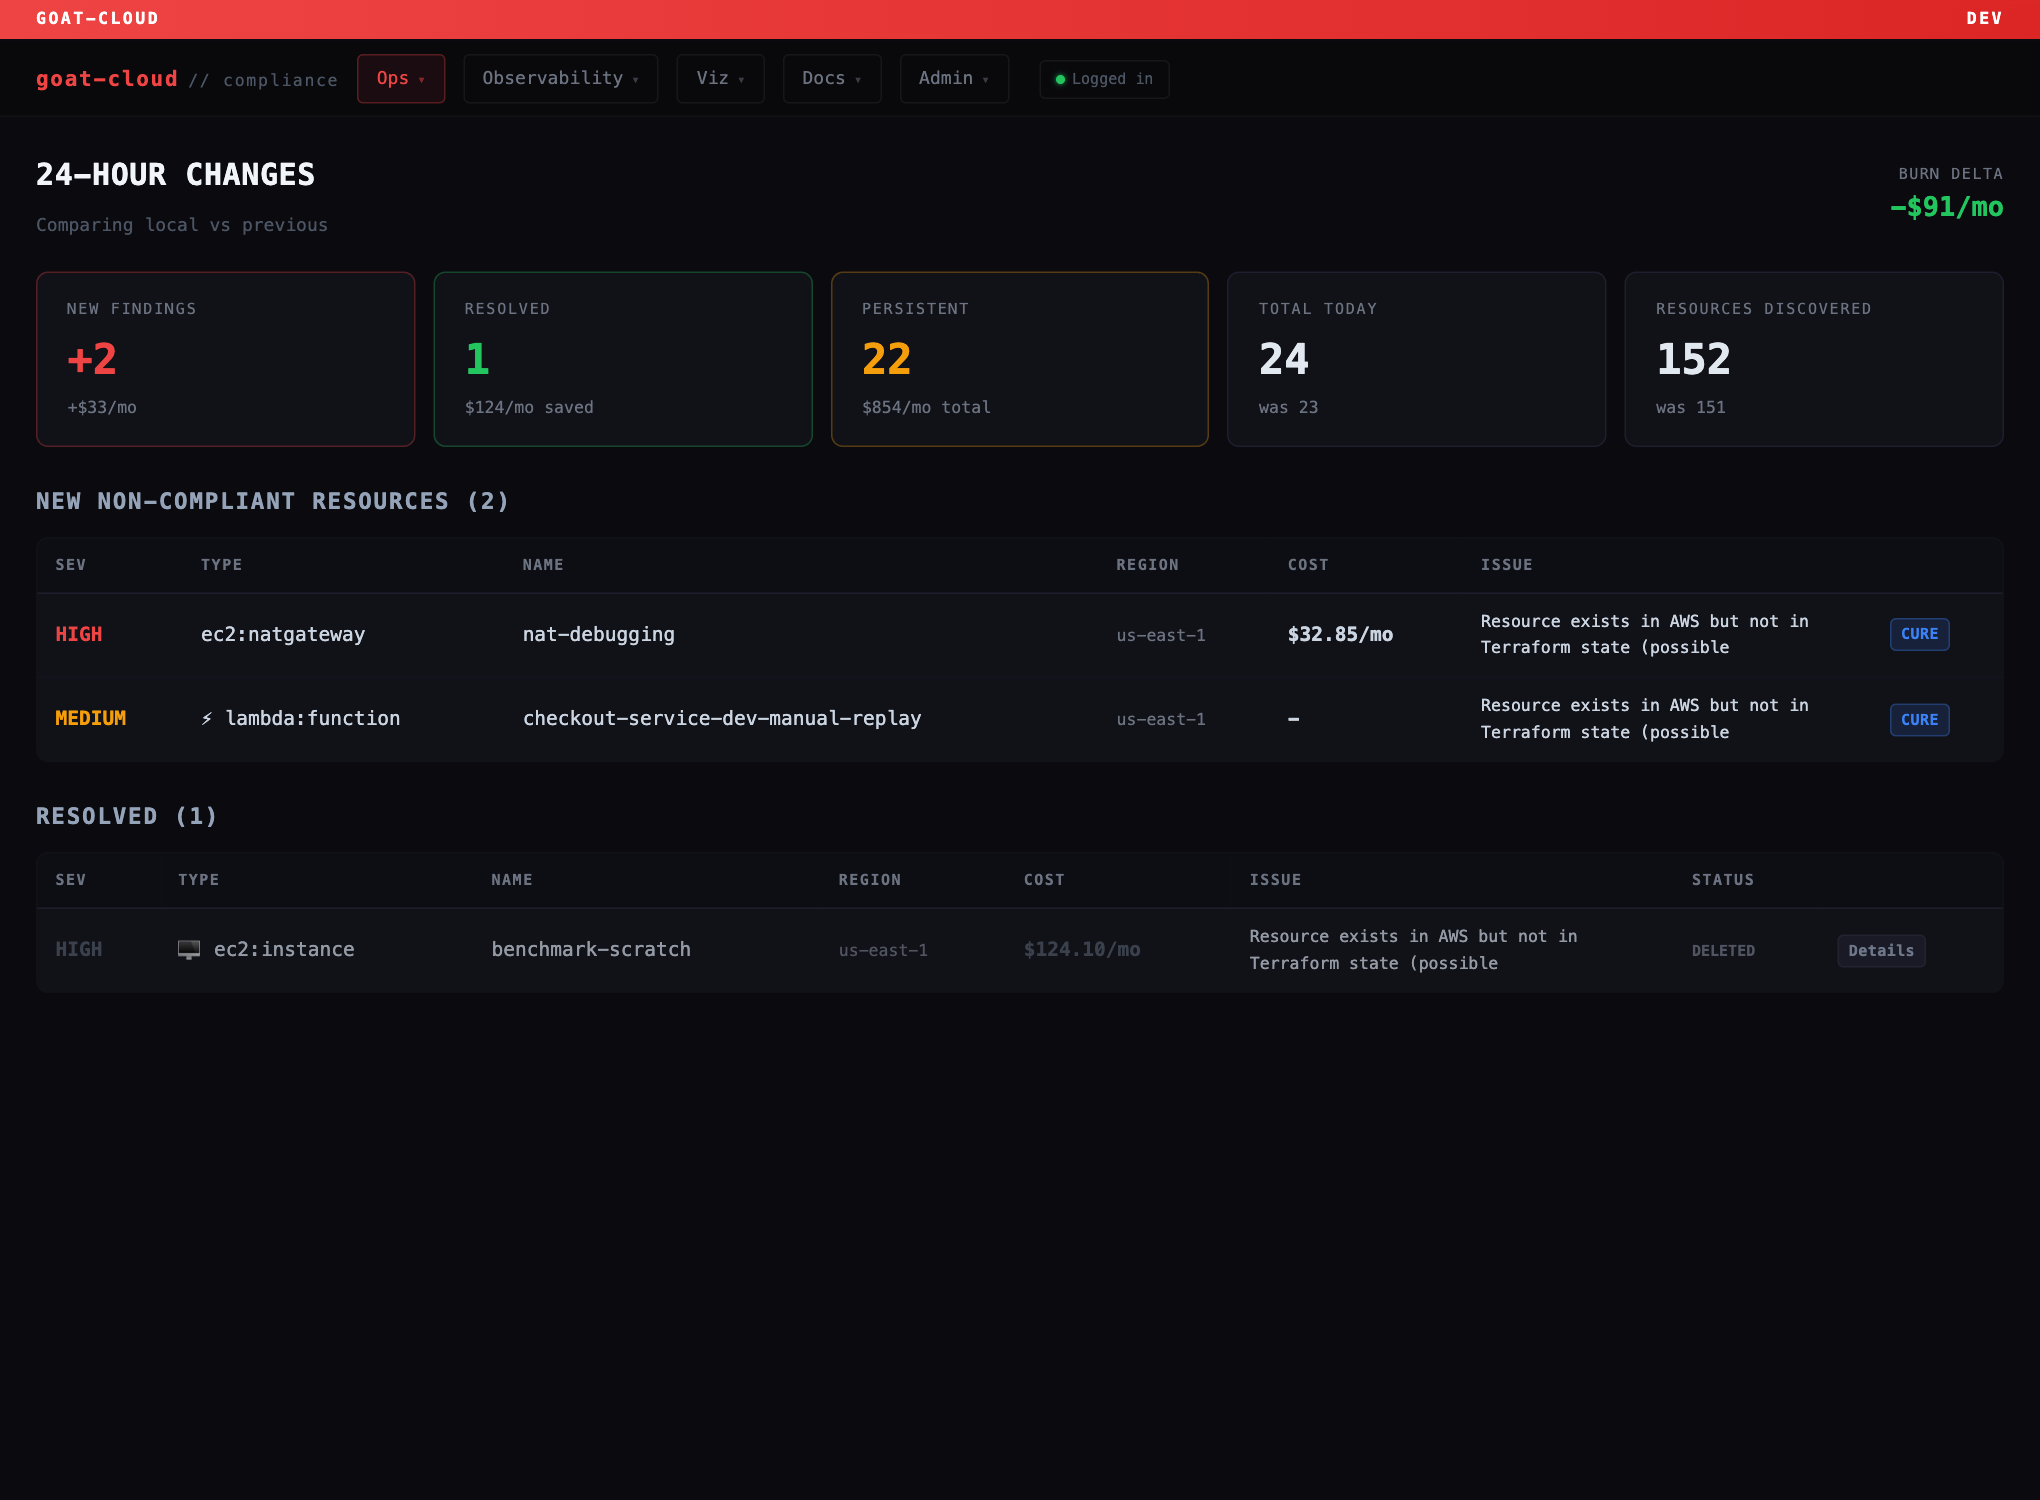 GOAT-CLOUD DEV
goat-cloud // compliance Ops ▾ Observability ▾ Viz ▾ Docs ▾ Admin ▾ Logged in
24-HOUR CHANGES
Comparing local vs previous
BURN DELTA
-$91/mo
NEW FINDINGS
+2
+$33/mo
RESOLVED
1
$124/mo saved
PERSISTENT
22
$854/mo total
TOTAL TODAY
24
was 23
RESOURCES DISCOVERED
152
was 151
NEW NON-COMPLIANT RESOURCES (2)
SEV TYPE NAME REGION COST ISSUE
HIGH ec2:natgateway nat-debugging us-east-1 $32.85/mo Resource exists in AWS but not in
Terraform state (possible
CURE
MEDIUM ⚡ lambda:function checkout-service-dev-manual-replay us-east-1 - Resource exists in AWS but not in
Terraform state (possible
CURE
RESOLVED (1)
SEV TYPE NAME REGION COST ISSUE STATUS
HIGH ec2:instance benchmark-scratch us-east-1 $124.10/mo Resource exists in AWS but not in
Terraform state (possible
DELETED Details